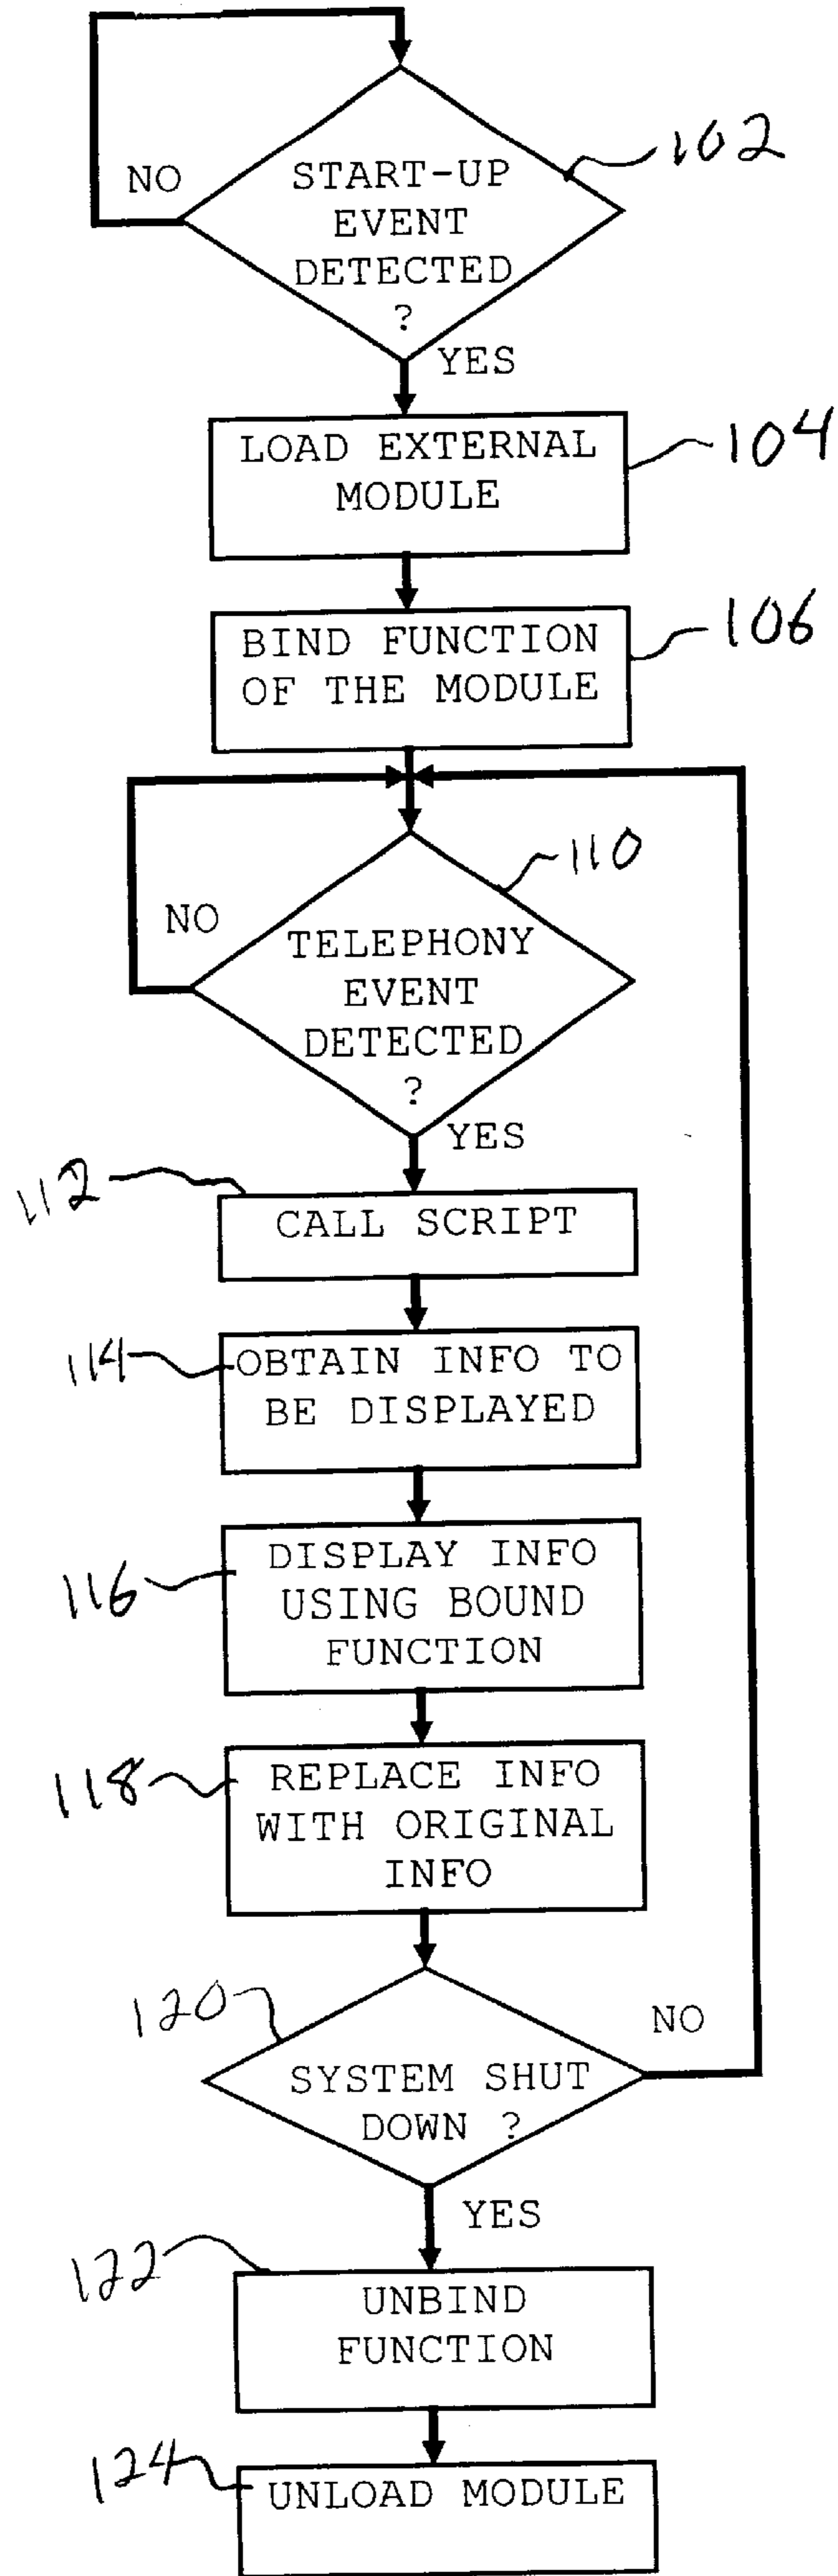 NO
START-UP
EVENT
DETECTED
?
102
YES
LOAD EXTERNAL
MODULE
104
BIND FUNCTION
OF THE MODULE
106
110
NO
TELEPHONY
EVENT
DETECTED
?
YES
112
CALL SCRIPT
114
OBTAIN INFO TO
BE DISPLAYED
116
DISPLAY INFO
USING BOUND
FUNCTION
118
REPLACE INFO
WITH ORIGINAL
INFO
120
NO
SYSTEM SHUT
DOWN ?
YES
122
UNBIND
FUNCTION
124
UNLOAD MODULE